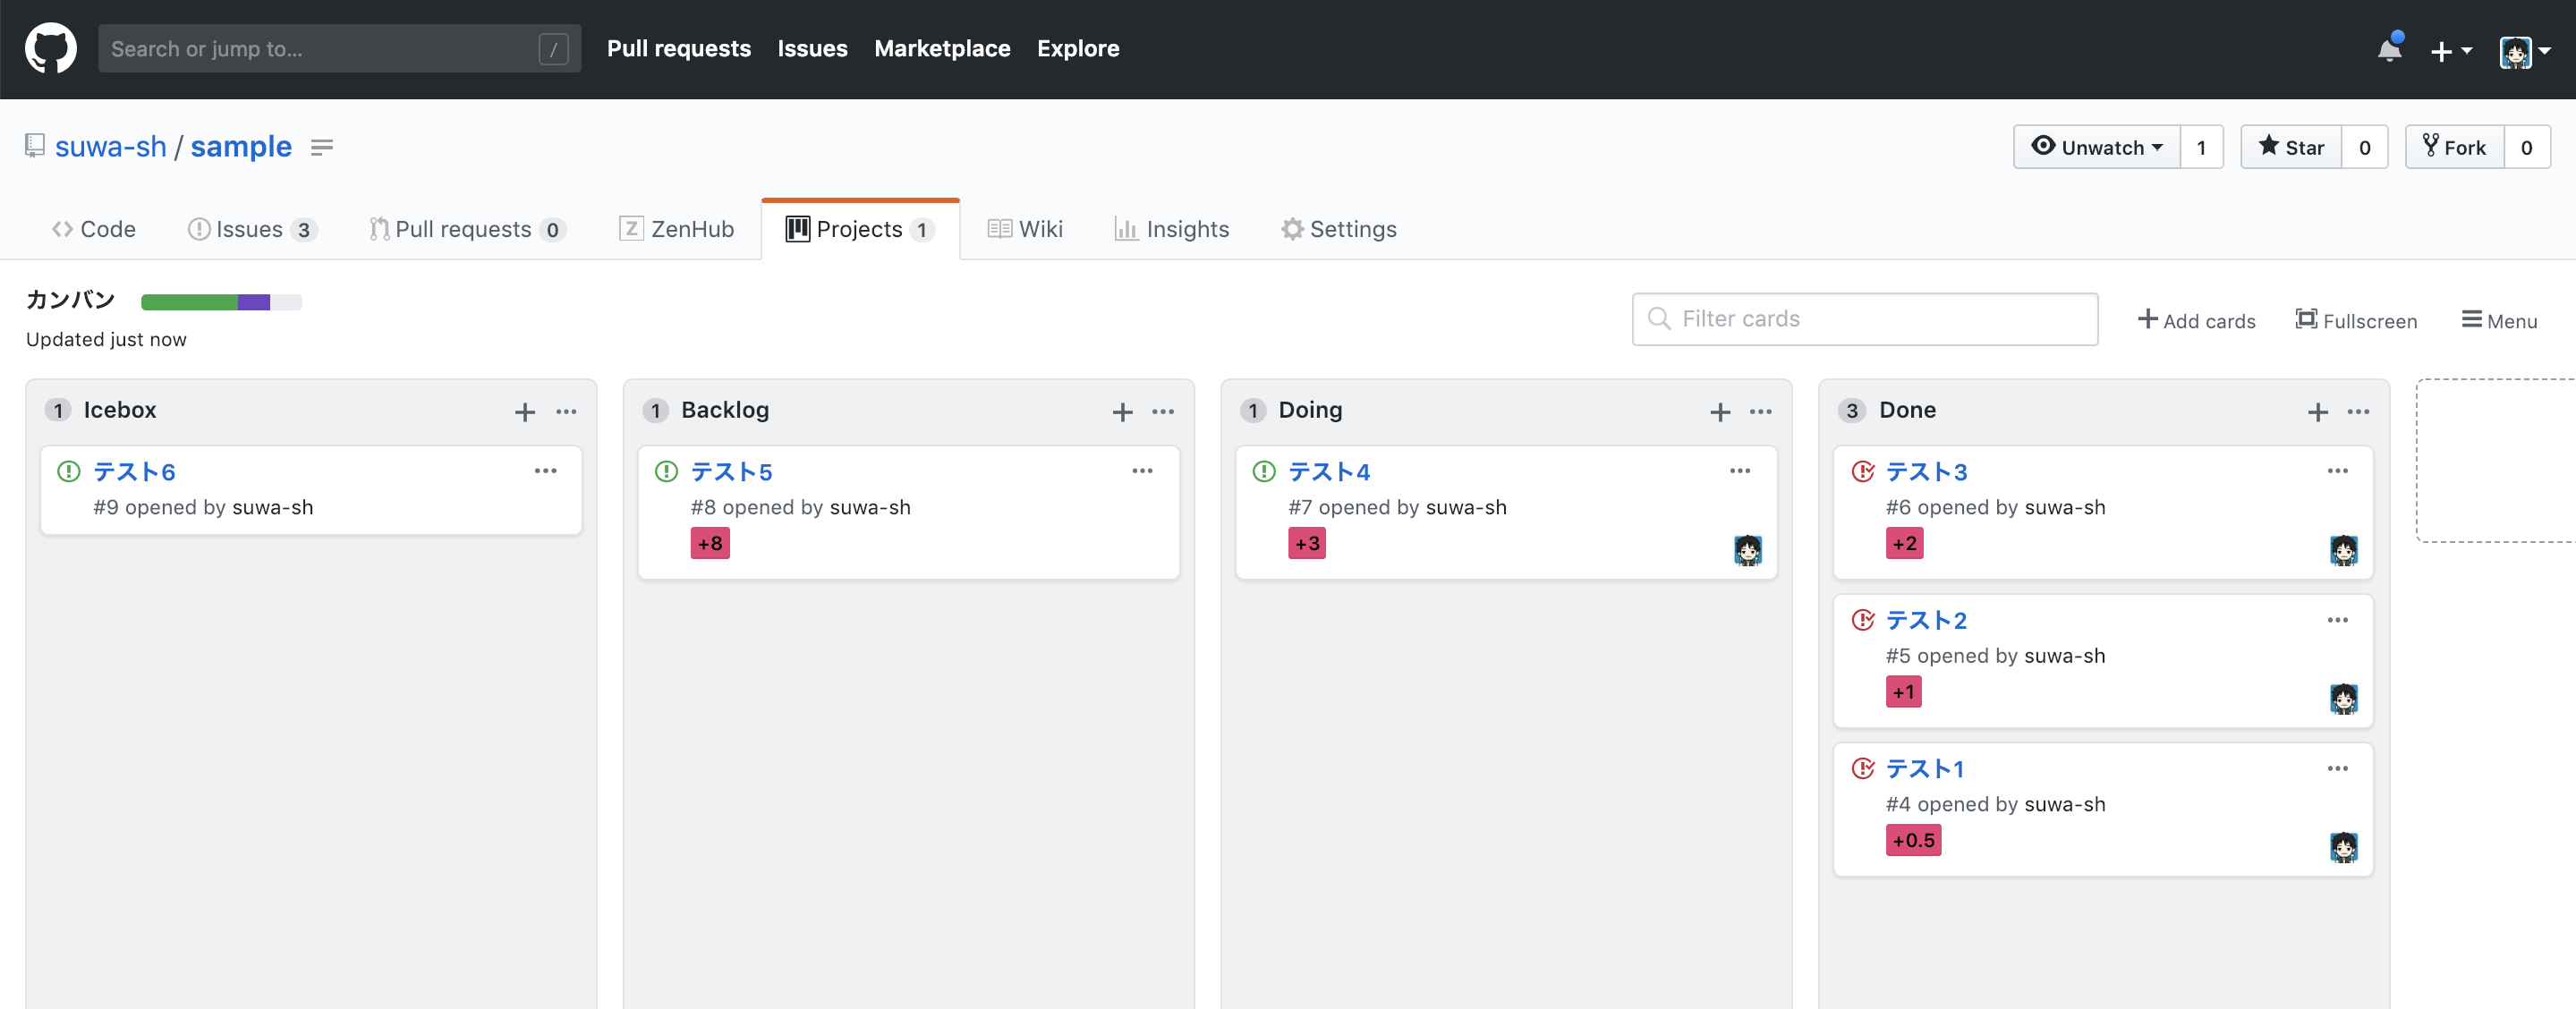 Search or jump to... / Pull requests Issues Marketplace Explore
suwa-sh / sample Unwatch 1 Star 0 Fork 0
Code Issues 3 Pull requests 0 Z ZenHub Projects 1 Wiki Insights Settings
カンバン
Updated just now
Filter cards Add cards Fullscreen Menu
1 Icebox
テスト6
#9 opened by suwa-sh
1 Backlog
テスト5
#8 opened by suwa-sh
+8
1 Doing
テスト4
#7 opened by suwa-sh
+3
3 Done
テスト3
#6 opened by suwa-sh
+2
テスト2
#5 opened by suwa-sh
+1
テスト1
#4 opened by suwa-sh
+0.5